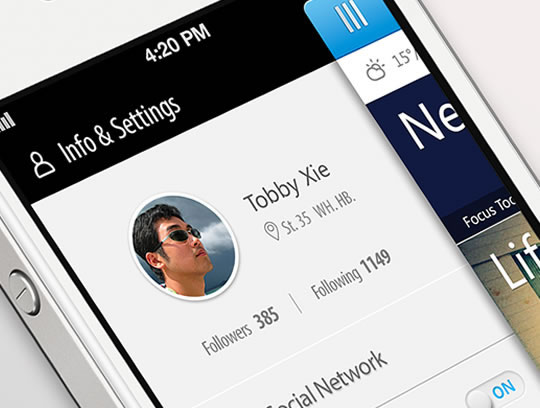 4:20 PM
Info & Settings
15°
Tobby Xie
St. 35 WH. HB.
Followers 385
Following 1149
Ne
Focus Too
Lif
Social Network
ON